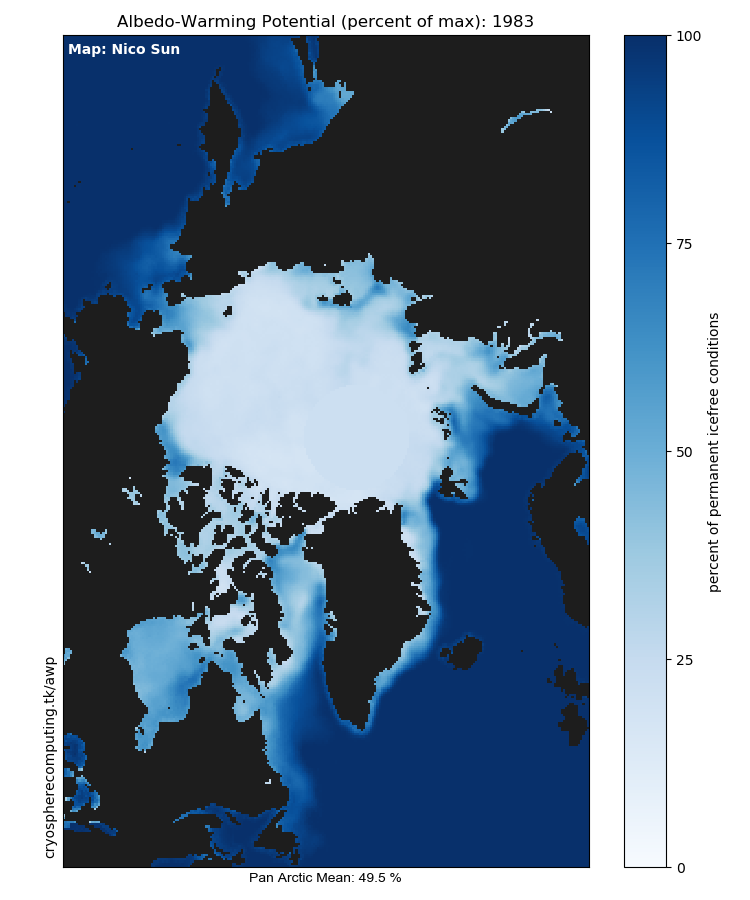 Albedo-Warming Potential (percent of max): 1983
Map: Nico Sun
100
75
50
25
0
percent of permanent icefree conditions
cryospherecomputing.tk/awp
Pan Arctic Mean: 49.5 %